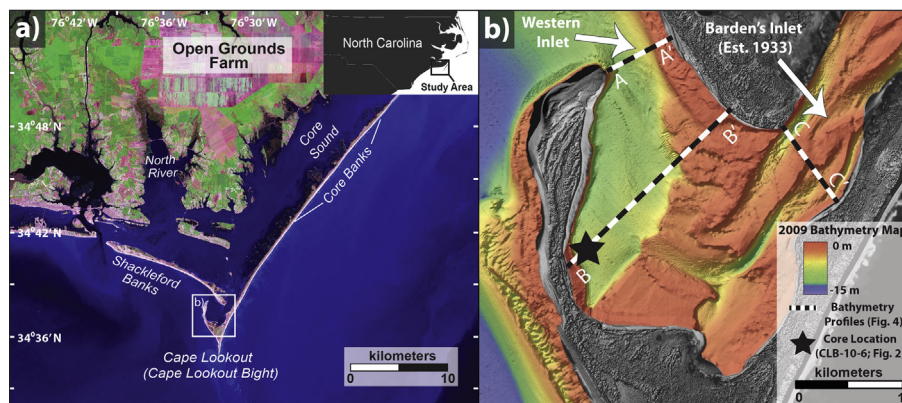 a)
76°42' W
76°36' W
76°30' W
Open Grounds
Farm
North Carolina
Study Area
34°48' N
North
River
Core
Sound
Core Banks
34°42' N
Shackleford
Banks
b)
34°36' N
Cape Lookout
(Cape Lookout Bight)
kilometers
0 10
b)
Western
Inlet
Barden's Inlet
(Est. 1933)
A
A'
B'
C
C'
B
2009 Bathymetry Map
0 m
-15 m
Bathymetry
Profiles (Fig. 4)
Core Location
(CLB-10-6; Fig. 2
kilometers
0 1